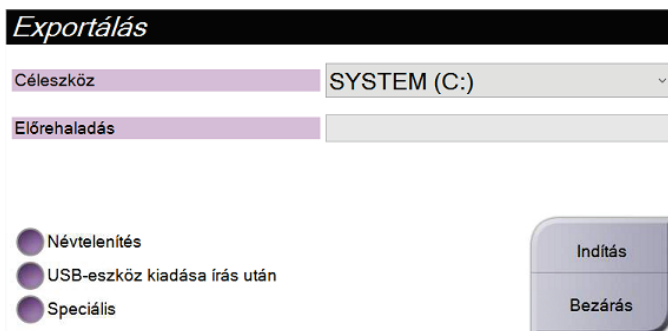 Exportálás
Céleszköz
SYSTEM (C:)
Előrehaladás
Névtelenítés
USB-eszköz kiadása írás után
Speciális
Indítás
Bezárás